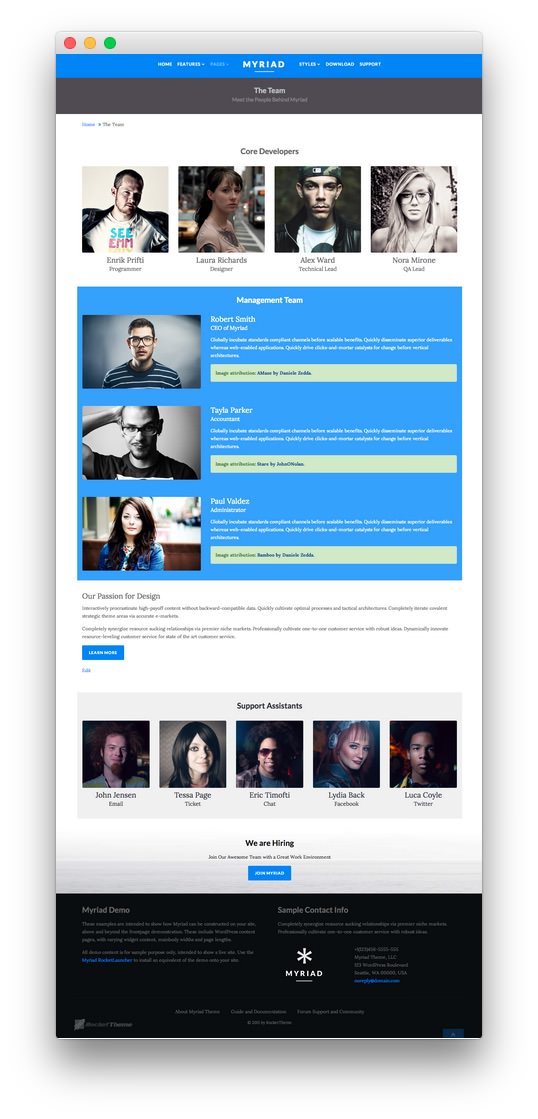 HOME FEATURES PAGES MYRIAD STYLES DOWNLOAD SUPPORT
The Team
Meet the People Behind Myriad
Home » The Team
Core Developers
SEE
EMM
Enrik Prifti Laura Richards Alex Ward Nora Mirone
Programmer Designer Technical Lead QA Lead
Management Team
Robert Smith
CEO of Myriad
Globally incubate standards compliant channels before scalable benefits. Quickly disseminate superior deliverables
whereas web-enabled applications. Quickly drive clicks-and-mortar catalysts for change before vertical
architectures.
Image attribution: AMuse by Daniele Zedda.
Tayla Parker
Accountant
Globally incubate standards compliant channels before scalable benefits. Quickly disseminate superior deliverables
whereas web-enabled applications. Quickly drive clicks-and-mortar catalysts for change before vertical
architectures.
Image attribution: Stare by JohnONolan.
Paul Valdez
Administrator
Globally incubate standards compliant channels before scalable benefits. Quickly disseminate superior deliverables
whereas web-enabled applications. Quickly drive clicks-and-mortar catalysts for change before vertical
architectures.
Image attribution: Bamboo by Daniele Zedda.
Our Passion for Design
Interactively procrastinate high-payoff content without backward-compatible data. Quickly cultivate optimal processes and tactical architectures. Completely iterate covalent
strategic theme areas via accurate e-markets.
Completely synergize resource sucking relationships via premier niche markets. Professionally cultivate one-to-one customer service with robust ideas. Dynamically innovate
resource-leveling customer service for state of the art customer service.
LEARN MORE
Edit
Support Assistants
John Jensen Tessa Page Eric Timofti Lydia Back Luca Coyle
Email Ticket Chat Facebook Twitter
We are Hiring
Join Our Awesome Team with a Great Work Environment
JOIN MYRIAD
Myriad Demo
These examples are intended to show how Myriad can be constructed on your site,
above and beyond the frontpage demonstration. These include WordPress content
pages, with varying widget content, mainbody widths and page lengths.
All demo content is for sample purpose only, intended to show a live site. Use the
Myriad RocketLauncher to install an equivalent of the demo onto your site.
Sample Contact Info
Completely synergize resource sucking relationships via premier niche markets.
Professionally cultivate one-to-one customer service with robust ideas.
MYRIAD
+1(123)456-5555-555
Myriad Theme, LLC
123 WordPress Boulevard
Seattle, WA 00000, USA
noreply@domain.com
About Myriad Theme Guide and Documentation Forum Support and Community
RocketTheme
© 2015 by RocketTheme